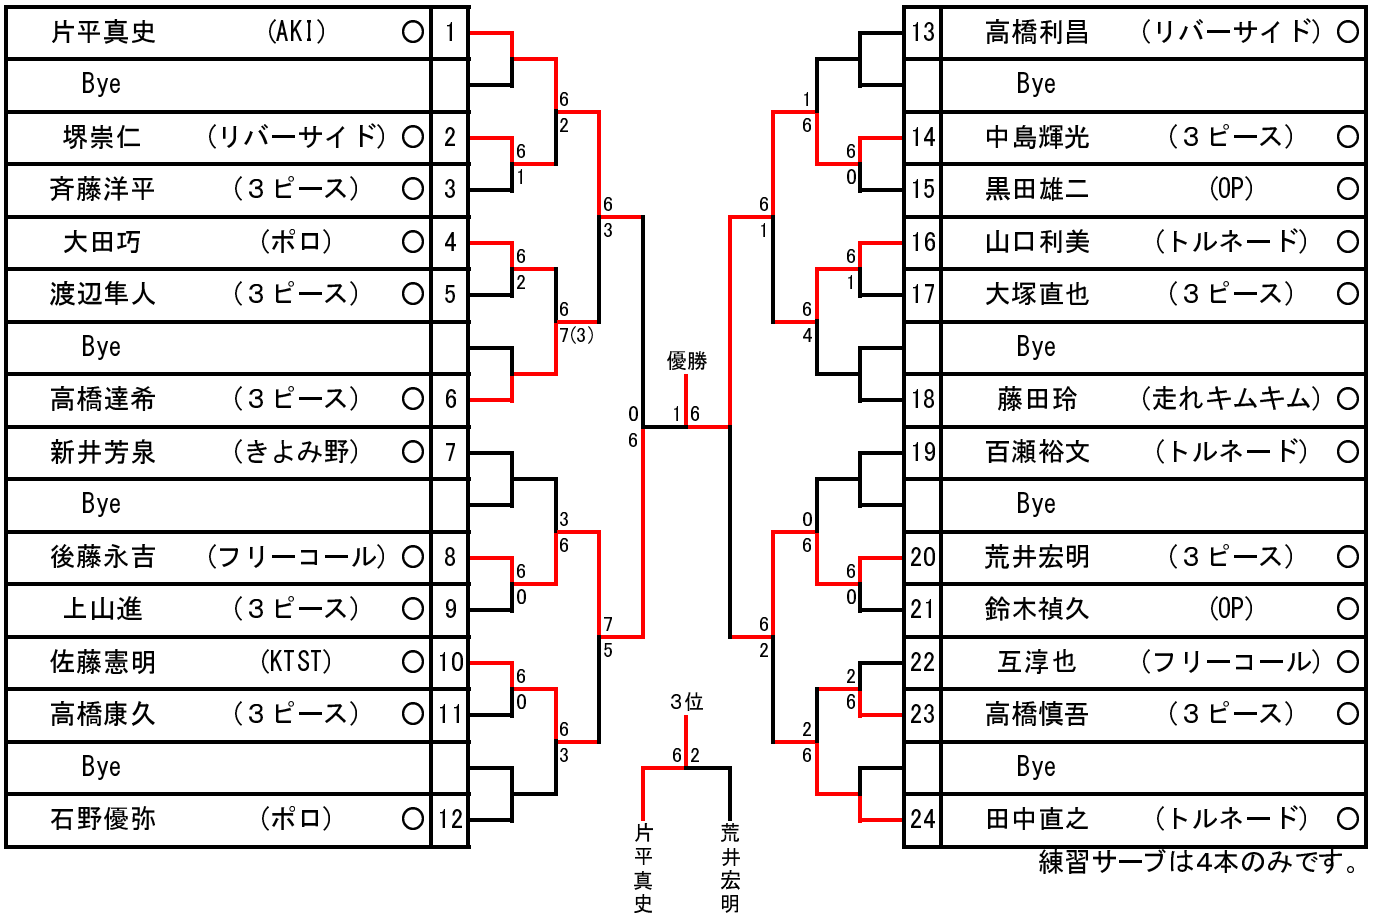 片平真史 (AKI) ○ 1
Bye
堺崇仁 (リバーサイド) ○ 2
斉藤洋平 (３ピース) ○ 3
大田巧 (ポロ) ○ 4
渡辺隼人 (３ピース) ○ 5
Bye
高橋達希 (３ピース) ○ 6
新井芳泉 (きよみ野) ○ 7
Bye
後藤永吉 (フリーコール) ○ 8
上山進 (３ピース) ○ 9
佐藤憲明 (KTST) ○ 10
高橋康久 (３ピース) ○ 11
Bye
石野優弥 (ポロ) ○ 12
6
2
6
1
6
3
6
2
6
7(3)
0
6
3
6
6
0
7
5
6
0
6
3
優勝
1 6
3位
6 2
片平真史
荒井宏明
1
6
6
0
6
1
6
1
6
4
0
6
6
0
6
2
2
6
2
6
13 高橋利昌 (リバーサイド) ○
Bye
14 中島輝光 (３ピース) ○
15 黒田雄二 (OP) ○
16 山口利美 (トルネード) ○
17 大塚直也 (３ピース) ○
Bye
18 藤田玲 (走れキムキム) ○
19 百瀬裕文 (トルネード) ○
Bye
20 荒井宏明 (３ピース) ○
21 鈴木禎久 (OP) ○
22 互淳也 (フリーコール) ○
23 高橋慎吾 (３ピース) ○
Bye
24 田中直之 (トルネード) ○
練習サーブは４本のみです。